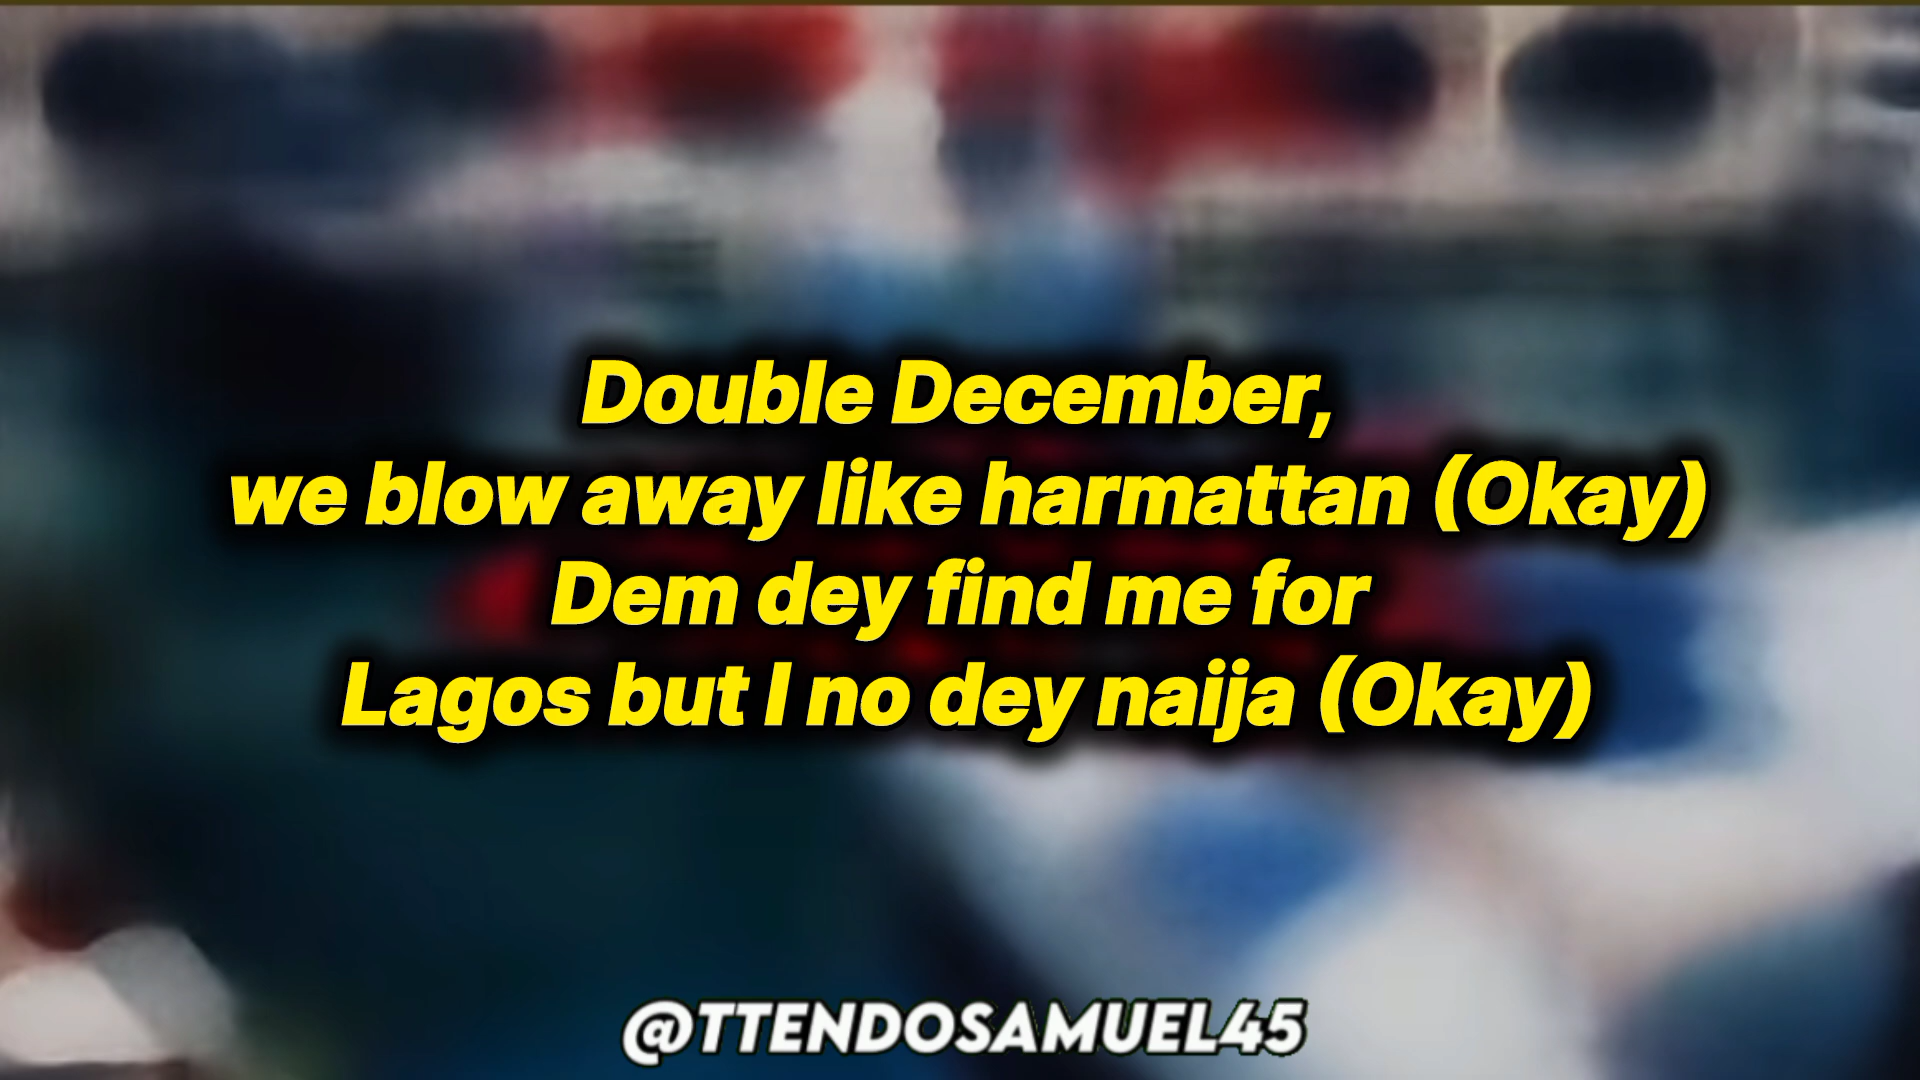 Double December,
we blow away like harmattan (Okay)
Dem dey find me for
Lagos but I no dey naija (Okay)
@TTENDOSAMUEL45